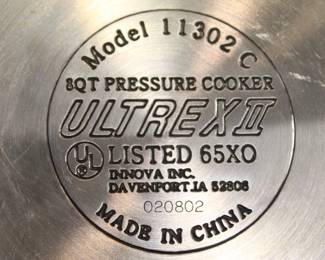 Model 11302 C
8QT PRESSURE COOKER
ULTREX II
UL LISTED 65XO
INNOVA INC.
DAVENPORT, IA 52806
020802
MADE IN CHINA